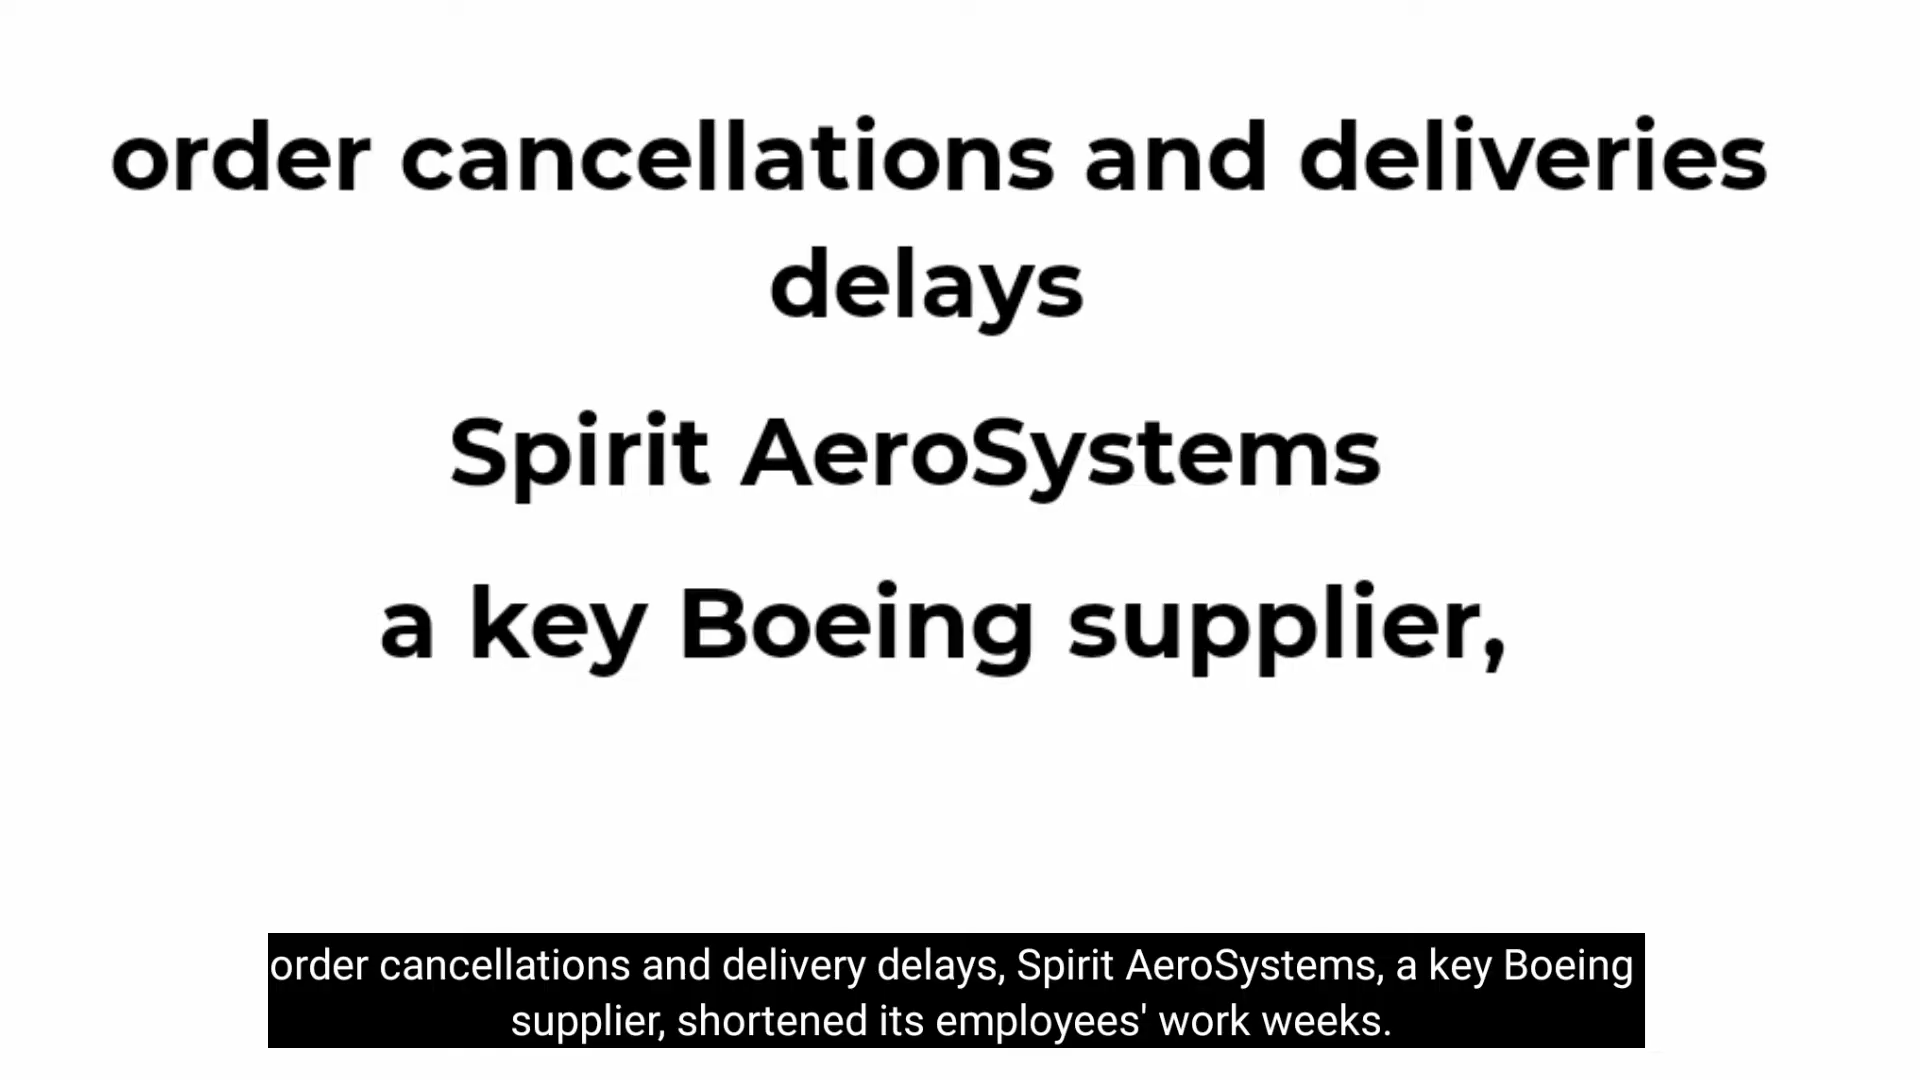 order cancellations and deliveries
delays
Spirit AeroSystems
a key Boeing supplier,
order cancellations and delivery delays, Spirit AeroSystems, a key Boeing
supplier, shortened its employees' work weeks.